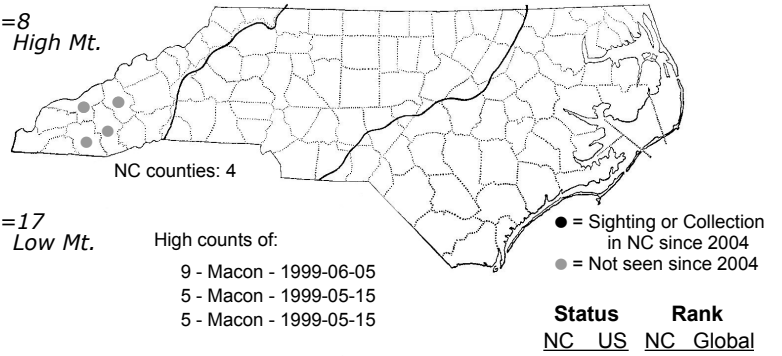 =8
High Mt.
NC counties: 4
=17
Low Mt.
High counts of:
9 - Macon - 1999-06-05
5 - Macon - 1999-05-15
5 - Macon - 1999-05-15
● = Sighting or Collection
in NC since 2004
● = Not seen since 2004
Status Rank
NC US NC Global